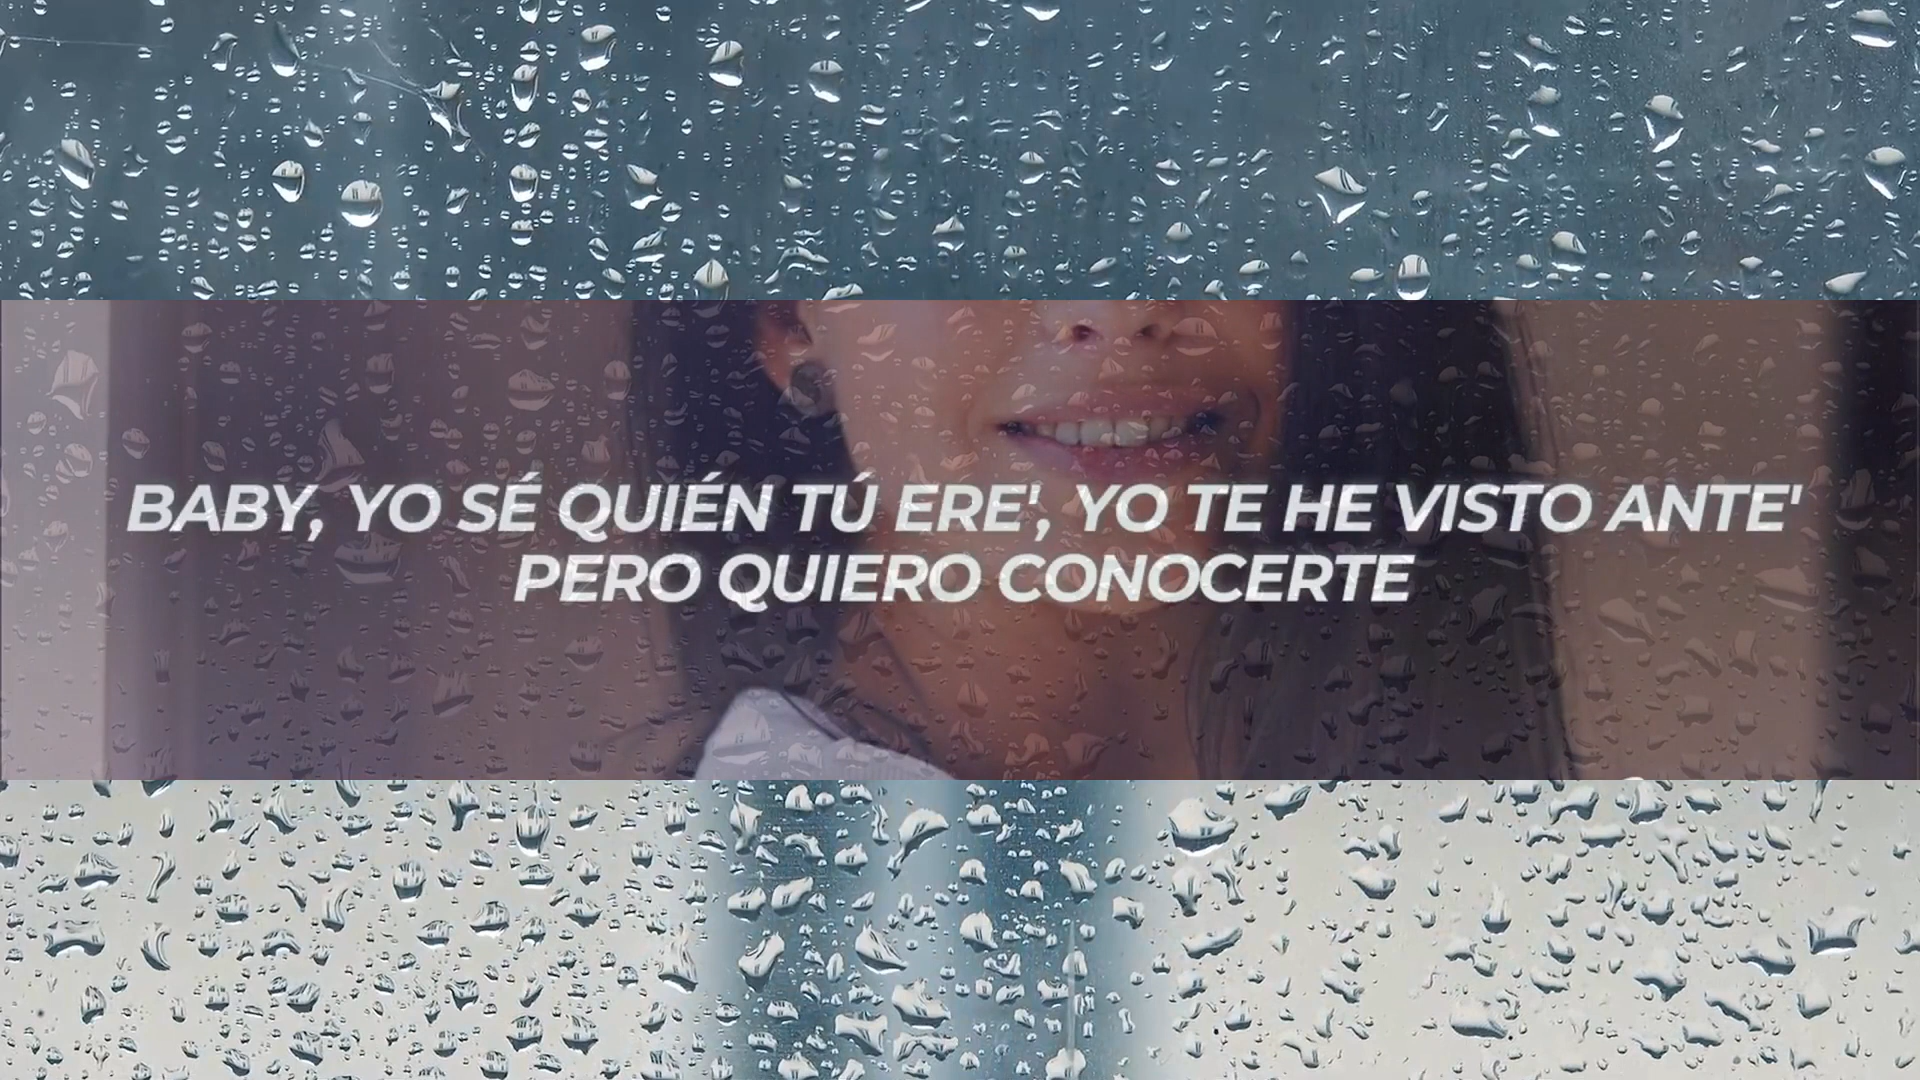 BABY, YO SÉ QUIÉN TÚ ERE', YO TE HE VISTO ANTE'
PERO QUIERO CONOCERTE